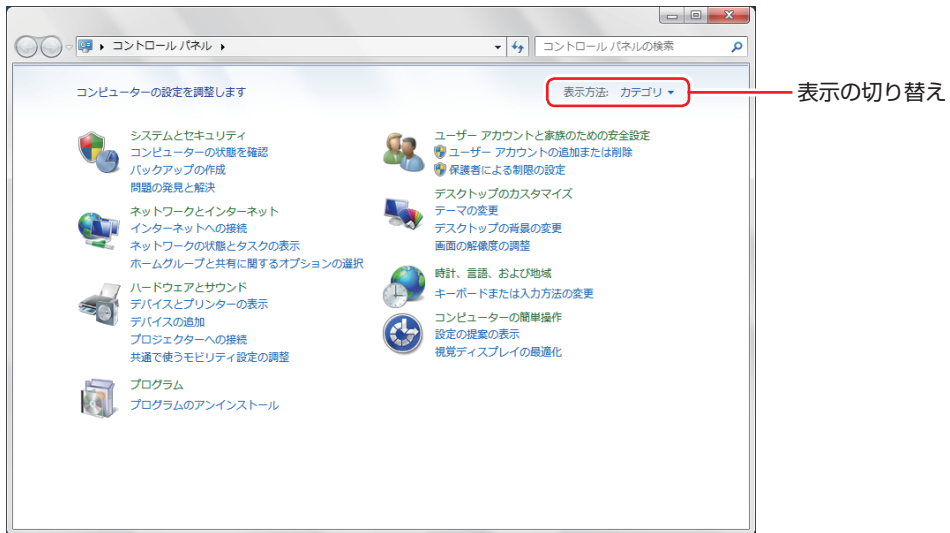 コントロール パネル
コントロール パネルの検索
コンピューターの設定を調整します
表示方法: カテゴリ
表示の切り替え
システムとセキュリティ
コンピューターの状態を確認
バックアップの作成
問題の発見と解決
ネットワークとインターネット
インターネットへの接続
ネットワークの状態とタスクの表示
ホームグループと共有に関するオプションの選択
ハードウェアとサウンド
デバイスとプリンターの表示
デバイスの追加
プロジェクターへの接続
共通で使うモビリティ設定の調整
プログラム
プログラムのアンインストール
ユーザー アカウントと家族のための安全設定
ユーザー アカウントの追加または削除
保護者による制限の設定
デスクトップのカスタマイズ
テーマの変更
デスクトップの背景の変更
画面の解像度の調整
時計、言語、および地域
キーボードまたは入力方法の変更
コンピューターの簡単操作
設定の提案の表示
視覚ディスプレイの最適化